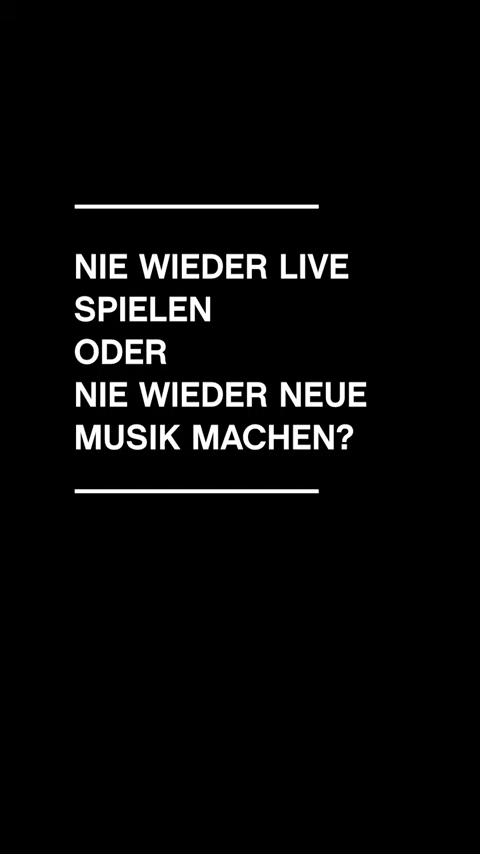 NIE WIEDER LIVE
SPIELEN
ODER
NIE WIEDER NEUE
MUSIK MACHEN?